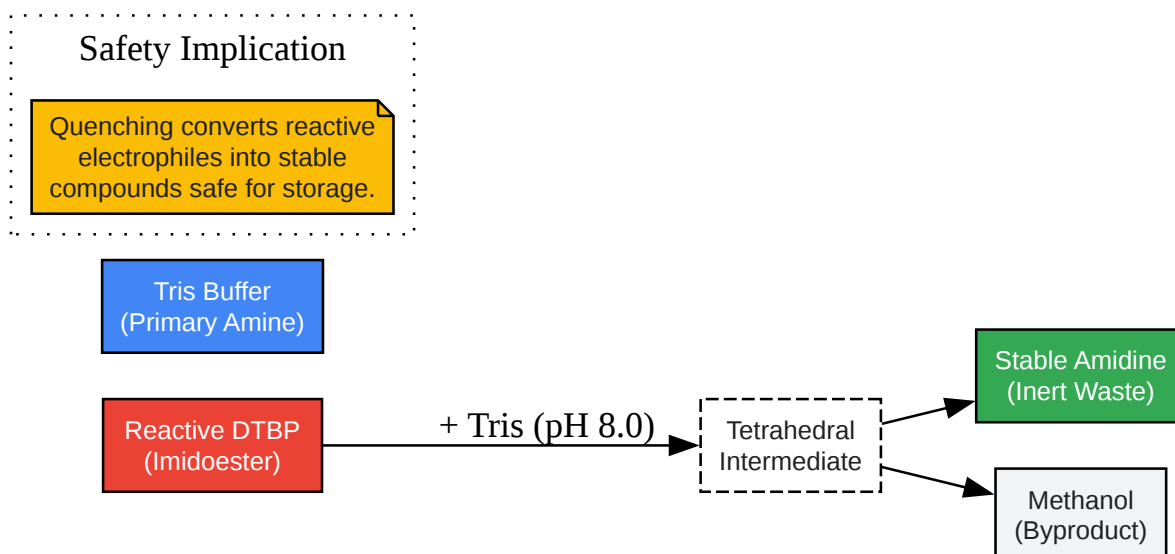 Safety Implication
Quenching converts reactive
electrophiles into stable
compounds safe for storage.
Tris Buffer
(Primary Amine)
Reactive DTBP
(Imidoester)
+ Tris (pH 8.0)
Tetrahedral
Intermediate
Stable Amidine
(Inert Waste)
Methanol
(Byproduct)